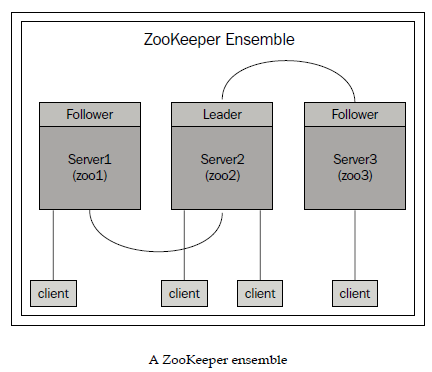 ZooKeeper Ensemble
Follower
Leader
Follower
Server1
(zoo1)
Server2
(zoo2)
Server3
(zoo3)
client
client
client
client
A ZooKeeper ensemble